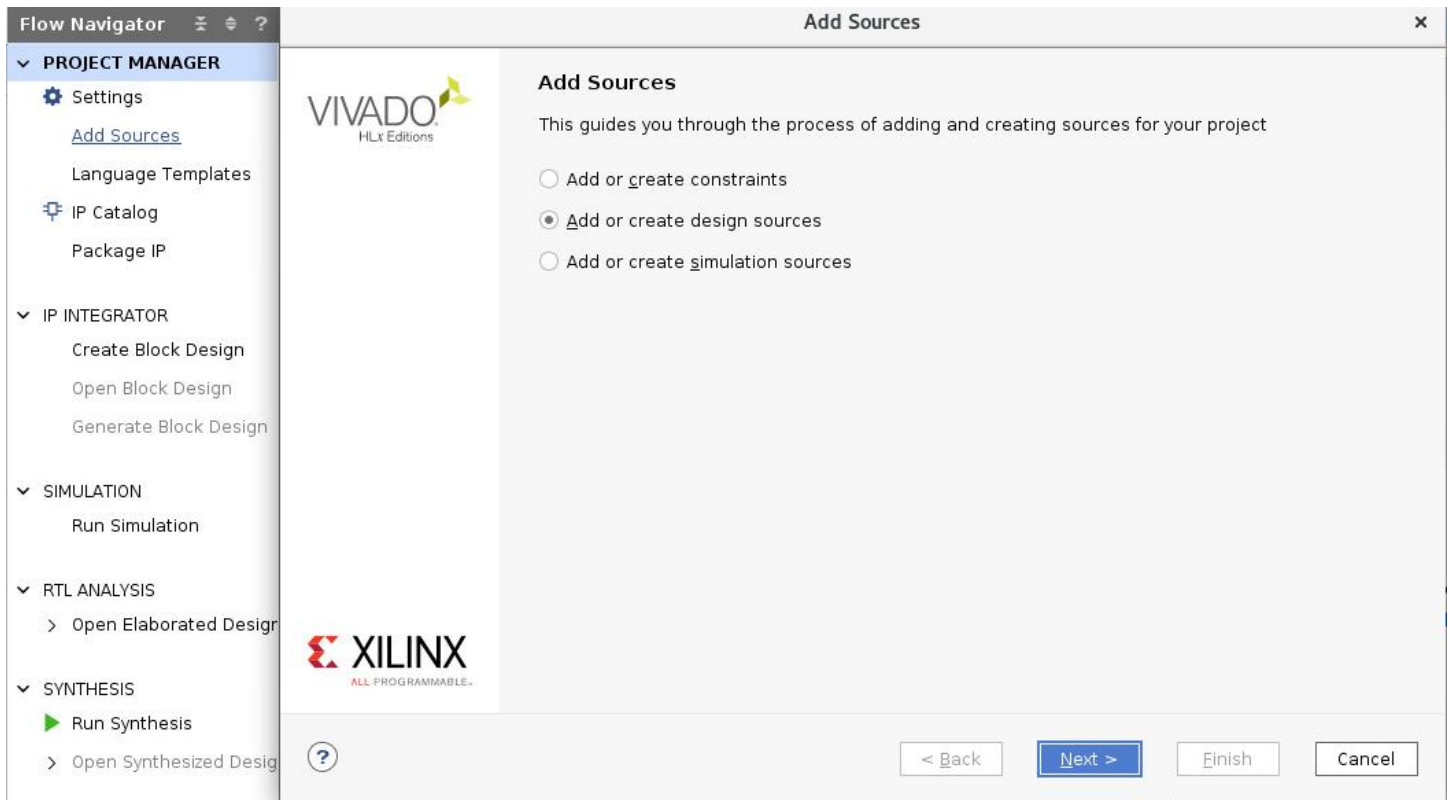 Flow Navigator ?
PROJECT MANAGER
Settings
Add Sources
Language Templates
IP Catalog
Package IP
IP INTEGRATOR
Create Block Design
Open Block Design
Generate Block Design
SIMULATION
Run Simulation
RTL ANALYSIS
Open Elaborated Desigr
SYNTHESIS
Run Synthesis
Open Synthesized Desig
Add Sources
VIVADO
HLx Editions
XILINX
ALL PROGRAMMABLE
Add Sources
This guides you through the process of adding and creating sources for your project
Add or create constraints
Add or create design sources
Add or create simulation sources
? < Back Next > Finish Cancel